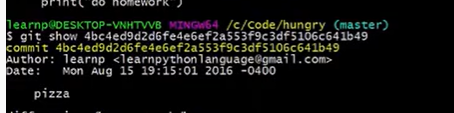 print("do homework")
learnp@DESKTOP-VNHTVVB MINGW64 /c/Code/hungry (master)
$ git show 4bc4ed9d2d6fe4e6ef2a553f9c3df5106c641b49
commit 4bc4ed9d2d6fe4e6ef2a553f9c3df5106c641b49
Author: learnp <learnpythonlanguage@gmail.com>
Date: Mon Aug 15 19:15:01 2016 -0400
pizza